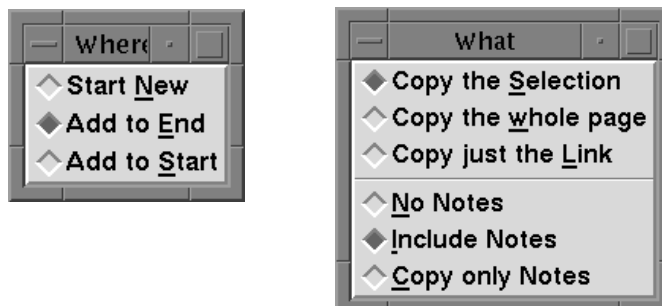 Where
Start New
Add to End
Add to Start
What
Copy the Selection
Copy the whole page
Copy just the Link
No Notes
Include Notes
Copy only Notes